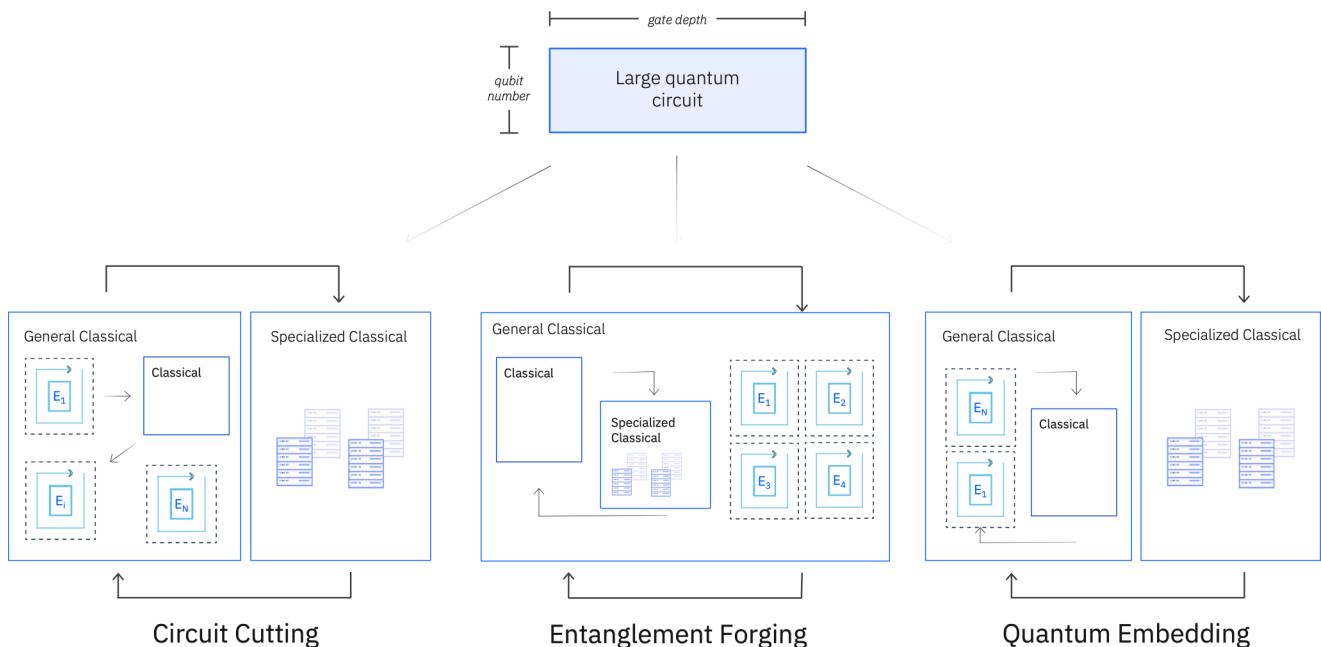 gate depth
qubit
number
Large quantum
circuit
General Classical
E1
Classical
Ei
EN
Specialized Classical
Circuit Cutting
General Classical
Classical
Specialized
Classical
E1
E2
E3
E4
Entanglement Forging
General Classical
EN
Classical
E1
Specialized Classical
Quantum Embedding